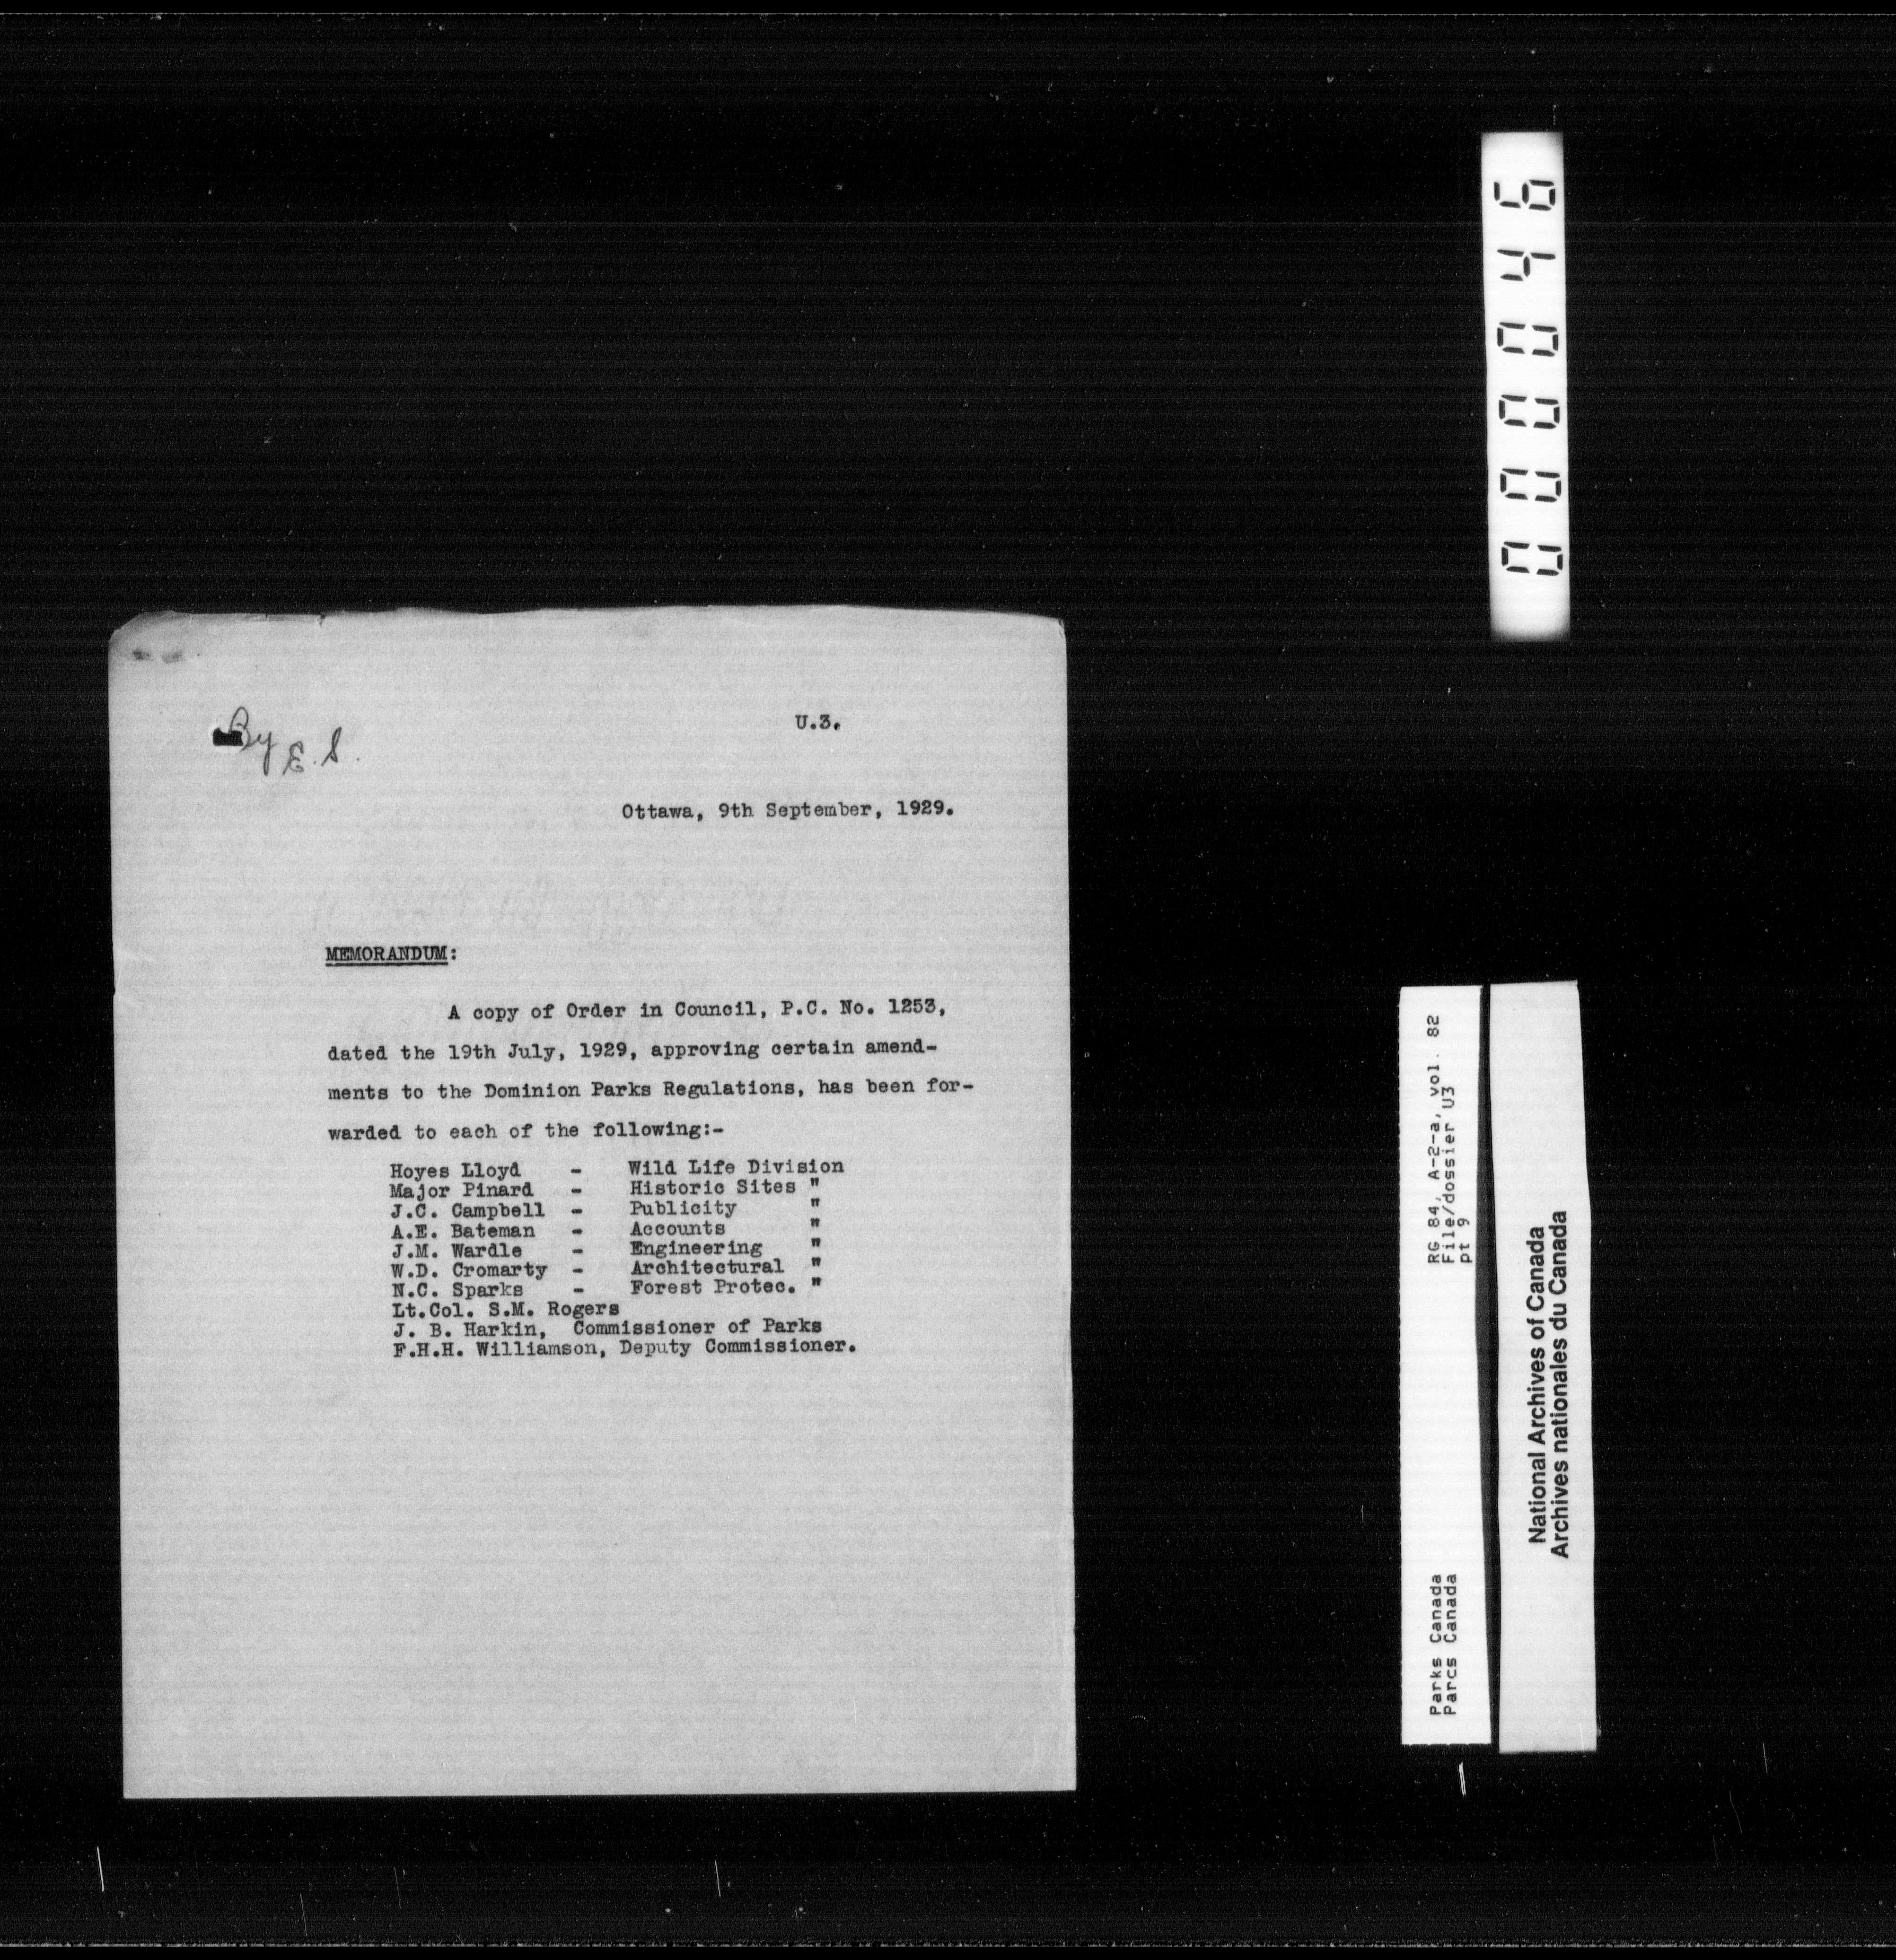 By E.S.
U.3.
Ottawa, 9th September, 1929.
MEMORANDUM:
A copy of Order in Council, P.C. No. 1253,
dated the 19th July, 1929, approving certain amend-
ments to the Dominion Parks Regulations, has been for-
warded to each of the following:-
Hoyes Lloyd - Wild Life Division
Major Pinard - Historic Sites "
J.C. Campbell - Publicity "
A.E. Bateman - Accounts "
J.M. Wardle - Engineering "
W.D. Cromarty - Architectural "
N.C. Sparks - Forest Protec. "
Lt.Col. S.M. Rogers
J. B. Harkin, Commissioner of Parks
F.H.H. Williamson, Deputy Commissioner.
000046
Parks Canada RG 84, A-2-a, vol. 82
Parcs Canada File/dossier U3
pt 9
National Archives of Canada
Archives nationales du Canada